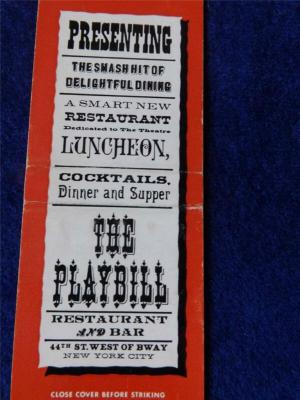 PRESENTING
THE SMASH HIT OF
DELIGHTFUL DINING
A SMART NEW
RESTAURANT
Dedicated to The Theatre
LUNCHEON,
COCKTAILS,
Dinner and Supper
THE
PLAYBILL
RESTAURANT
AND BAR
44TH ST. WEST OF BWAY
NEW YORK CITY
CLOSE COVER BEFORE STRIKING